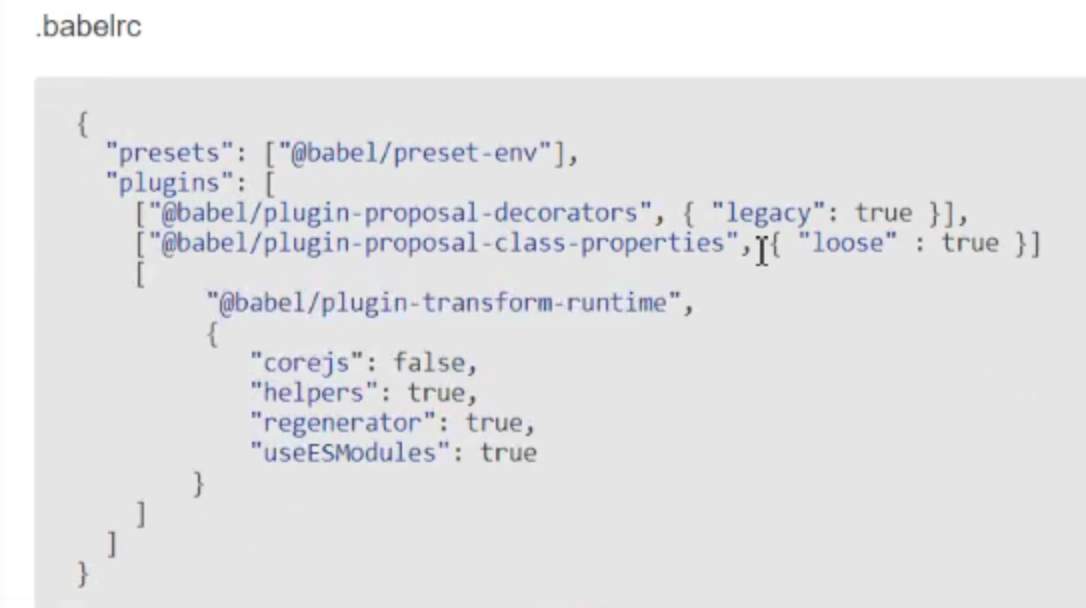 .babelrc
{
  "presets": ["@babel/preset-env"],
  "plugins": [
    ["@babel/plugin-proposal-decorators", { "legacy": true }],
    ["@babel/plugin-proposal-class-properties", { "loose" : true }]
    [
         "@babel/plugin-transform-runtime",
         {
            "corejs": false,
            "helpers": true,
            "regenerator": true,
            "useESModules": true
        }
    ]
  ]
}